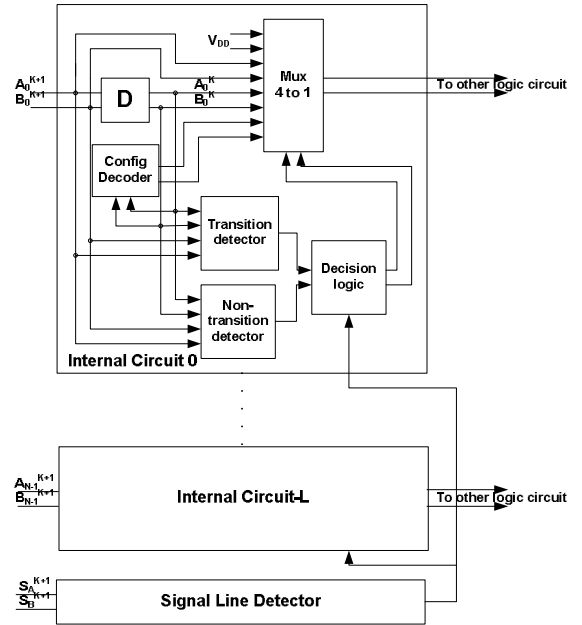 V_DD
Mux
4 to 1
A_0^{K+1}
B_0^{K+1}
D
A_0^K
B_0^K
To other logic circuit
Config
Decoder
Transition
detector
Decision
logic
Non-
transition
detector
Internal Circuit 0
A_{N-1}^{K+1}
B_{N-1}^{K+1}
Internal Circuit-L
To other logic circuit
S_A^{K+1}
S_B^{K+1}
Signal Line Detector